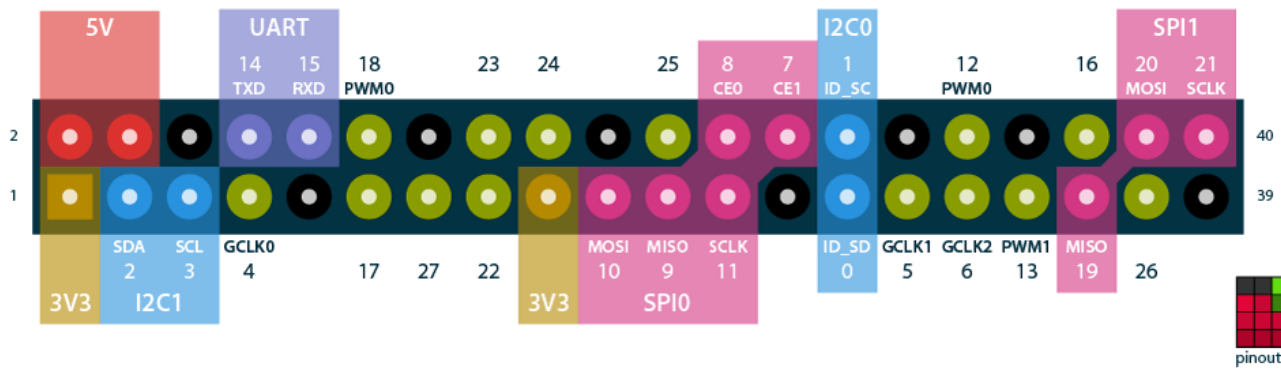 5V UART I2C0 SPI1
14 15 18 23 24 25 8 7 1 12 16 20 21
TXD RXD PWM0 CE0 CE1 ID_SC PWM0 MOSI SCLK
2 40
1 39
SDA SCL GCLK0 MOSI MISO SCLK ID_SD GCLK1 GCLK2 PWM1 MISO
2 3 4 17 27 22 10 9 11 0 5 6 13 19 26
3V3 I2C1 3V3 SPI0
pinout